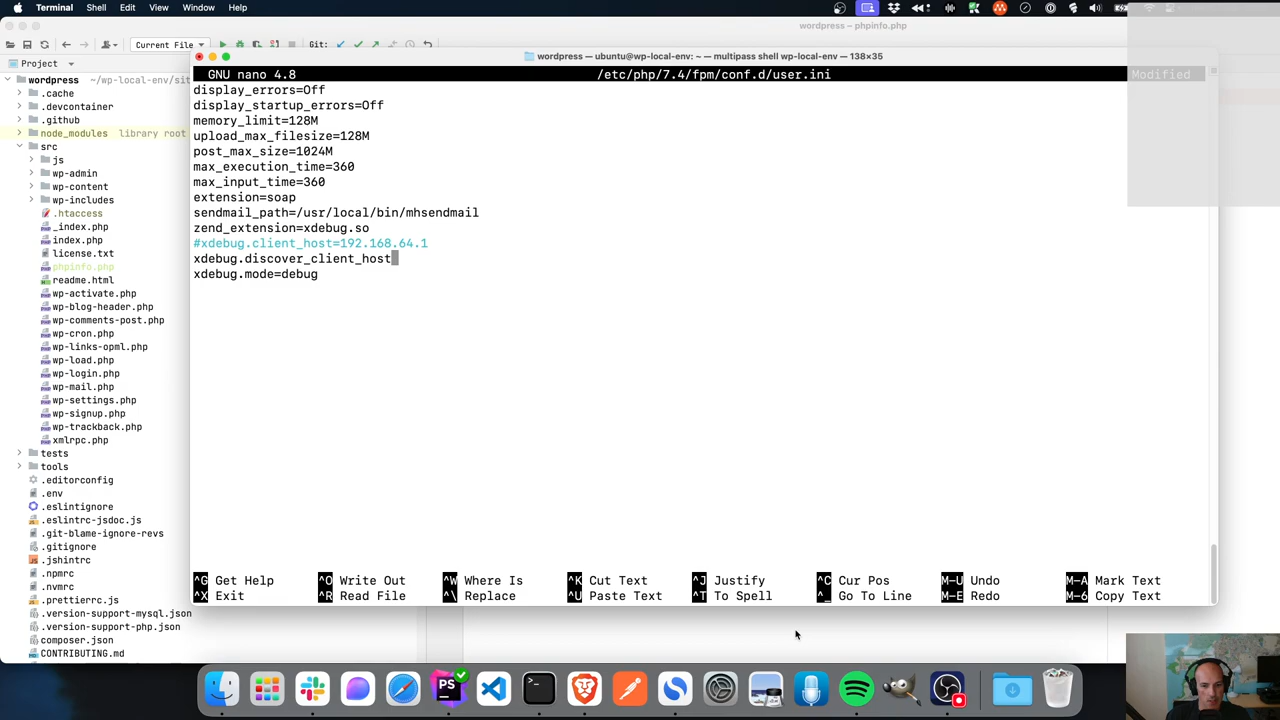 Terminal Shell Edit View Window Help
wordpress – phpinfo.php
Current File
Git:
Project
wordpress — ubuntu@wp-local-env: ~ — multipass shell wp-local-env — 138×35
GNU nano 4.8 /etc/php/7.4/fpm/conf.d/user.ini Modified
display_errors=Off
display_startup_errors=Off
memory_limit=128M
upload_max_filesize=128M
post_max_size=1024M
max_execution_time=360
max_input_time=360
extension=soap
sendmail_path=/usr/local/bin/mhsendmail
zend_extension=xdebug.so
#xdebug.client_host=192.168.64.1
xdebug.discover_client_host
xdebug.mode=debug
^G Get Help ^O Write Out ^W Where Is ^K Cut Text ^J Justify ^C Cur Pos M-U Undo M-A Mark Text
^X Exit ^R Read File ^\ Replace ^U Paste Text ^T To Spell ^_ Go To Line M-E Redo M-6 Copy Text
wordpress ~/wp-local-env/sit
.cache
.devcontainer
.github
node_modules library root
src
js
wp-admin
wp-content
wp-includes
.htaccess
_index.php
index.php
license.txt
phpinfo.php
readme.html
wp-activate.php
wp-blog-header.php
wp-comments-post.php
wp-cron.php
wp-links-opml.php
wp-load.php
wp-login.php
wp-mail.php
wp-settings.php
wp-signup.php
wp-trackback.php
xmlrpc.php
tests
tools
.editorconfig
.env
.eslintignore
.eslintrc-jsdoc.js
.git-blame-ignore-revs
.gitignore
.jshintrc
.npmrc
.nvmrc
.prettierrc.js
.version-support-mysql.json
.version-support-php.json
composer.json
CONTRIBUTING.md
PS
>_